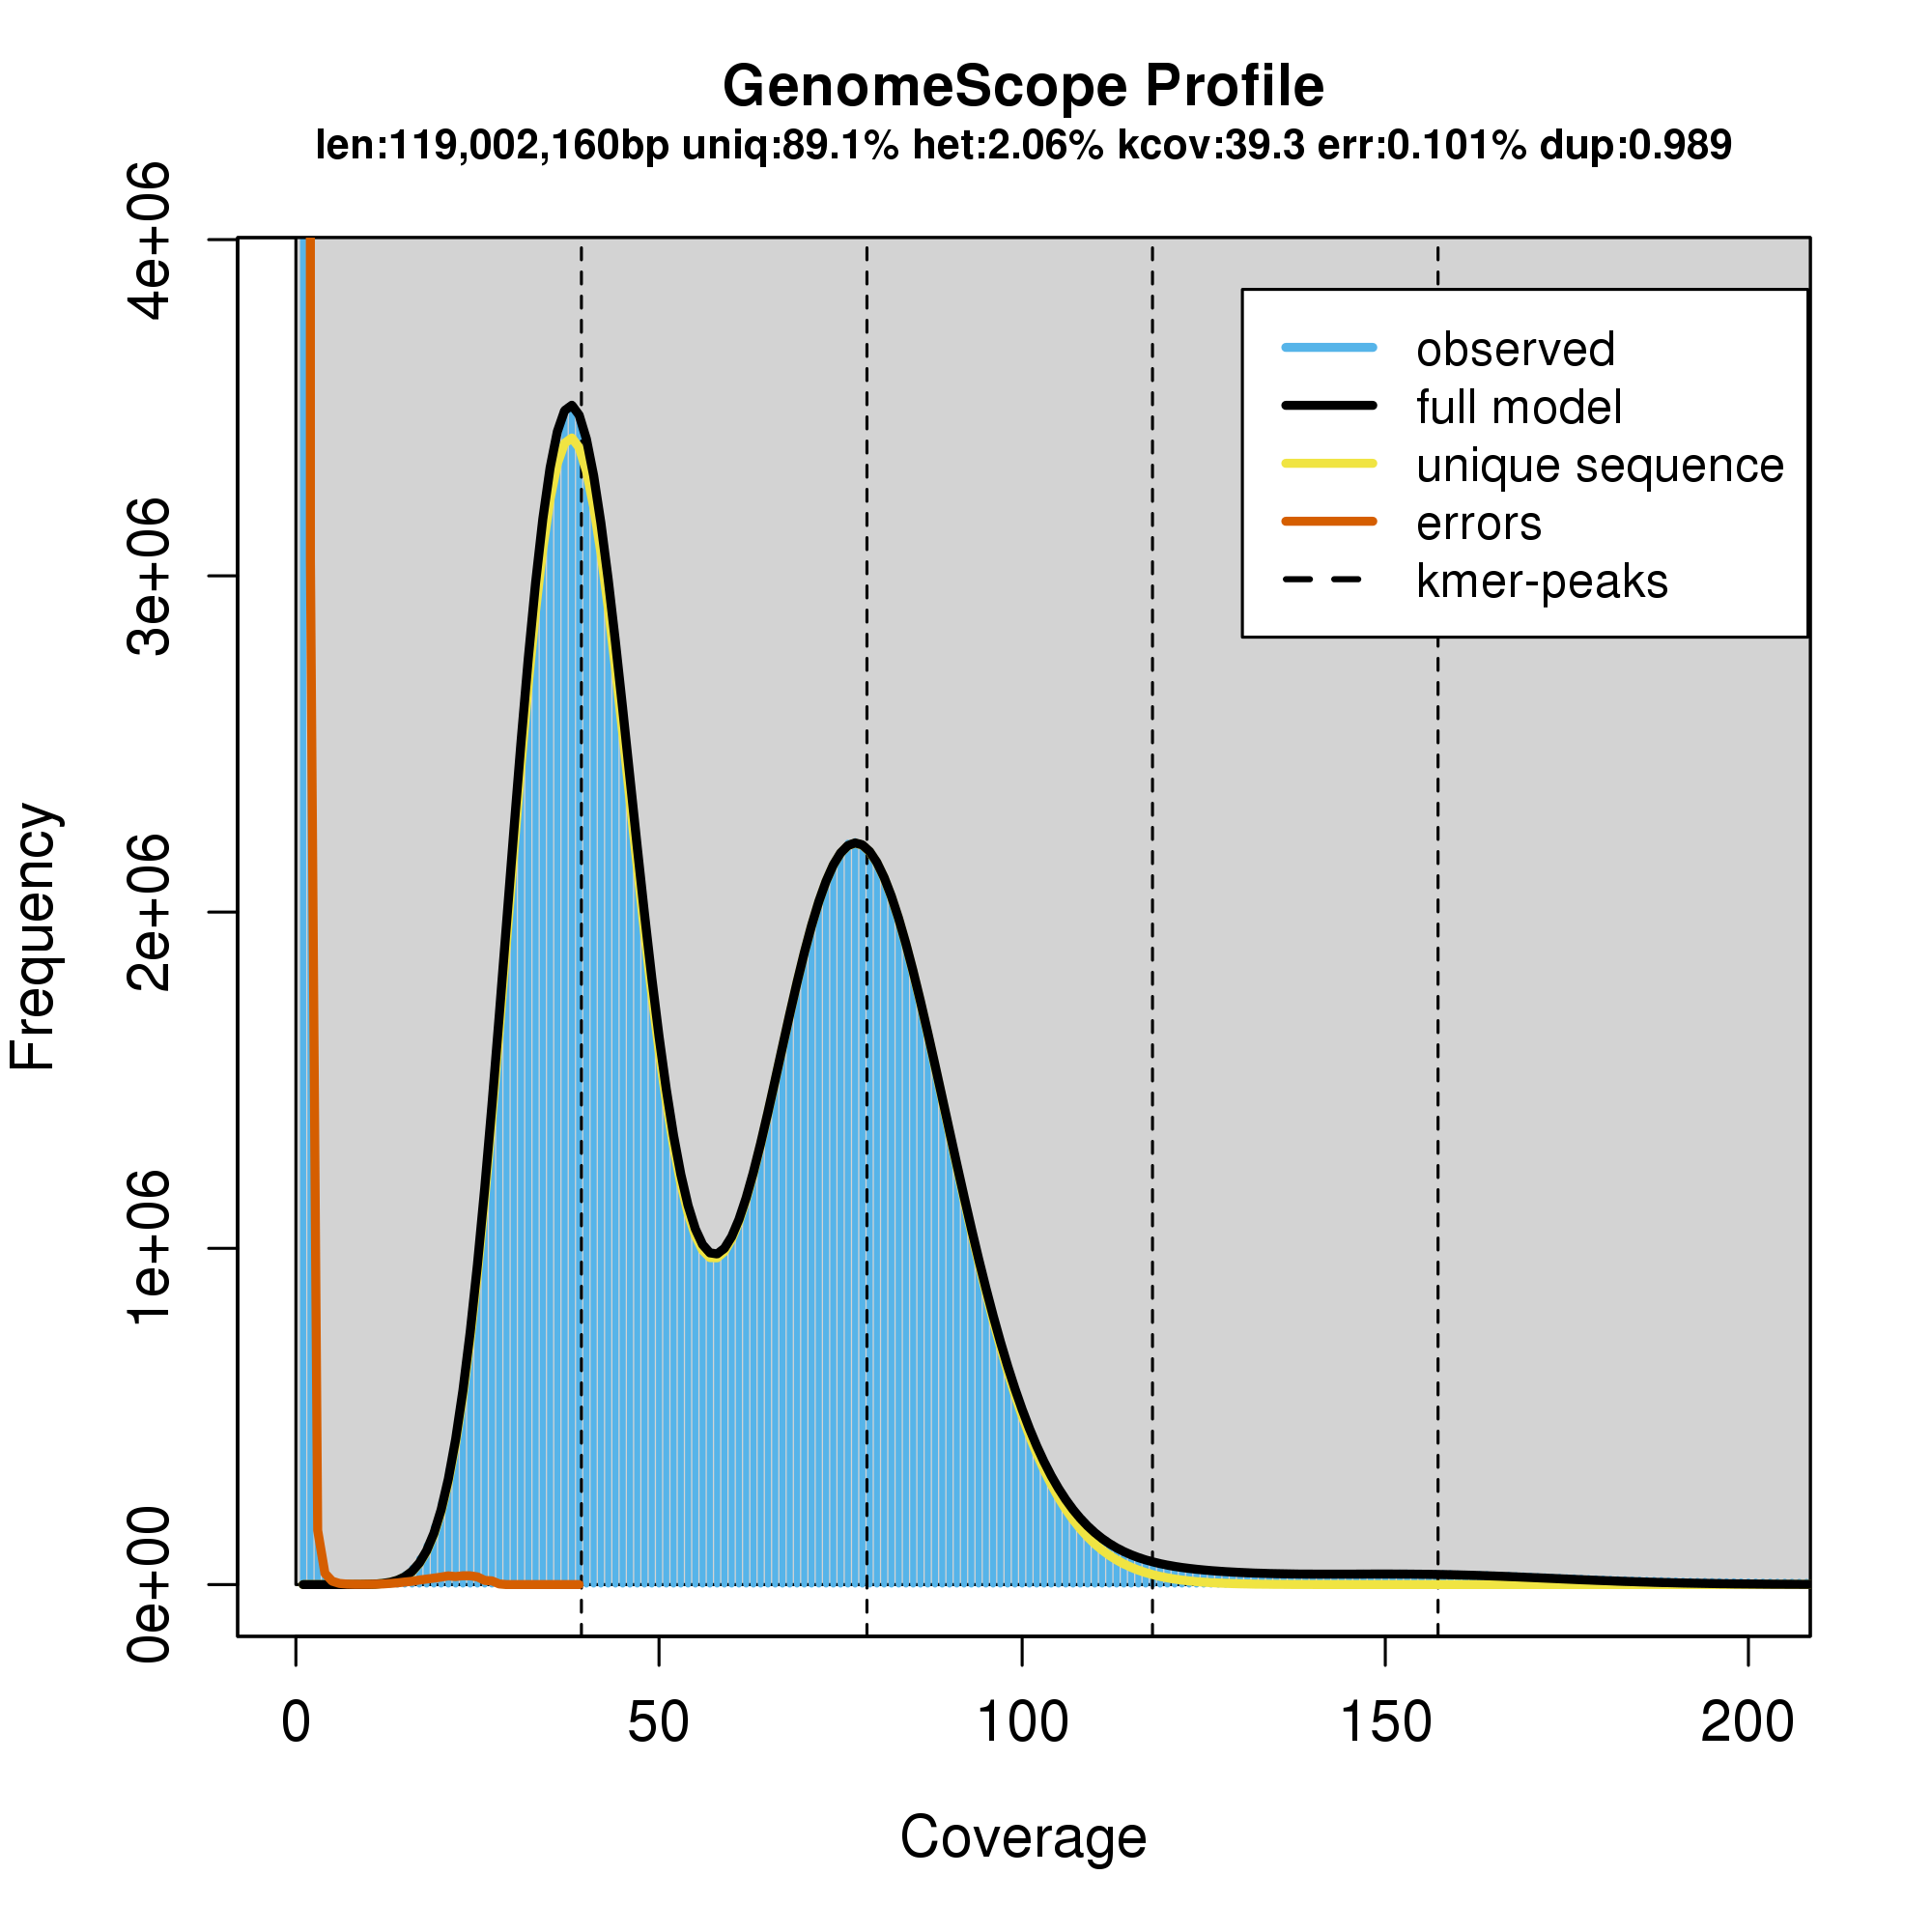 GenomeScope Profile
len:119,002,160bp uniq:89.1% het:2.06% kcov:39.3 err:0.101% dup:0.989
4e+06
3e+06
2e+06
1e+06
0e+00
Frequency
observed
full model
unique sequence
errors
kmer-peaks
0 50 100 150 200
Coverage